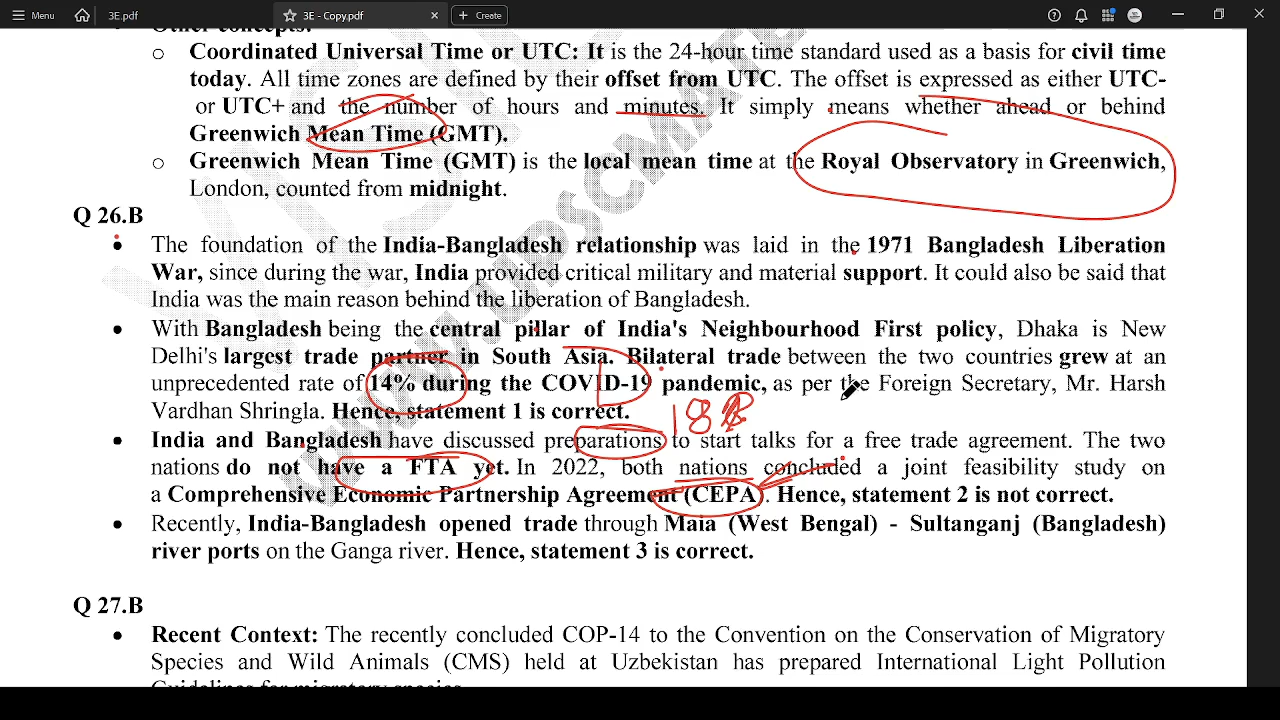 Menu
3E.pdf
3E - Copy.pdf
Create
Other concepts:
Coordinated Universal Time or UTC: It is the 24-hour time standard used as a basis for civil time
today. All time zones are defined by their offset from UTC. The offset is expressed as either UTC-
or UTC+ and the number of hours and minutes. It simply means whether ahead or behind
Greenwich Mean Time (GMT).
Greenwich Mean Time (GMT) is the local mean time at the Royal Observatory in Greenwich,
London, counted from midnight.
Q 26.B
The foundation of the India-Bangladesh relationship was laid in the 1971 Bangladesh Liberation
War, since during the war, India provided critical military and material support. It could also be said that
India was the main reason behind the liberation of Bangladesh.
With Bangladesh being the central pillar of India's Neighbourhood First policy, Dhaka is New
Delhi's largest trade partner in South Asia. Bilateral trade between the two countries grew at an
unprecedented rate of 14% during the COVID-19 pandemic, as per the Foreign Secretary, Mr. Harsh
Vardhan Shringla. Hence, statement 1 is correct.
18
India and Bangladesh have discussed preparations to start talks for a free trade agreement. The two
nations do not have a FTA yet. In 2022, both nations concluded a joint feasibility study on
a Comprehensive Economic Partnership Agreement (CEPA). Hence, statement 2 is not correct.
Recently, India-Bangladesh opened trade through Maia (West Bengal) - Sultanganj (Bangladesh)
river ports on the Ganga river. Hence, statement 3 is correct.
Q 27.B
Recent Context: The recently concluded COP-14 to the Convention on the Conservation of Migratory
Species and Wild Animals (CMS) held at Uzbekistan has prepared International Light Pollution
Guidelines for migratory species